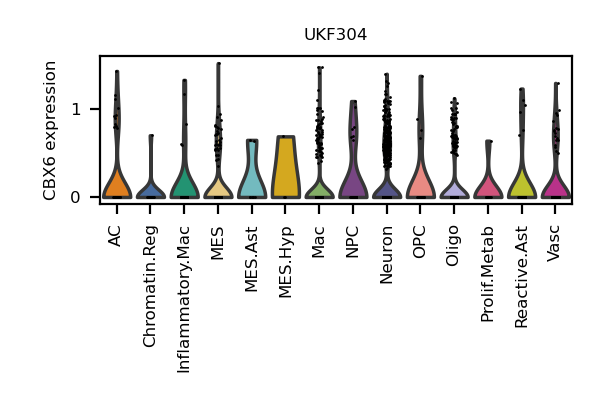 UKF304
CBX6 expression
1
0
AC
Chromatin.Reg
Inflammatory.Mac
MES
MES.Ast
MES.Hyp
Mac
NPC
Neuron
OPC
Oligo
Prolif.Metab
Reactive.Ast
Vasc